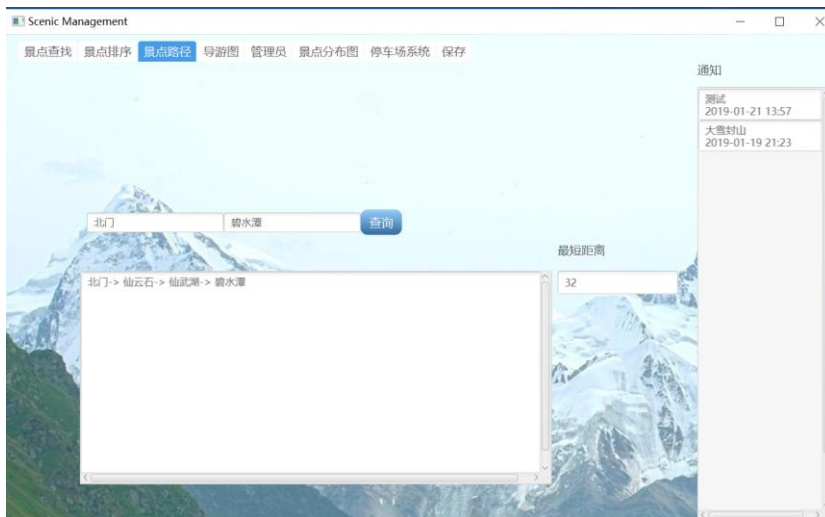 Scenic Management
景点查找 景点排序 景点路径 导游图 管理员 景点分布图 停车场系统 保存
通知
测试
2019-01-21 13:57
大雪封山
2019-01-19 21:23
北门 碧水潭 查询
最短距离
32
北门-> 仙云石-> 仙武湖-> 碧水潭